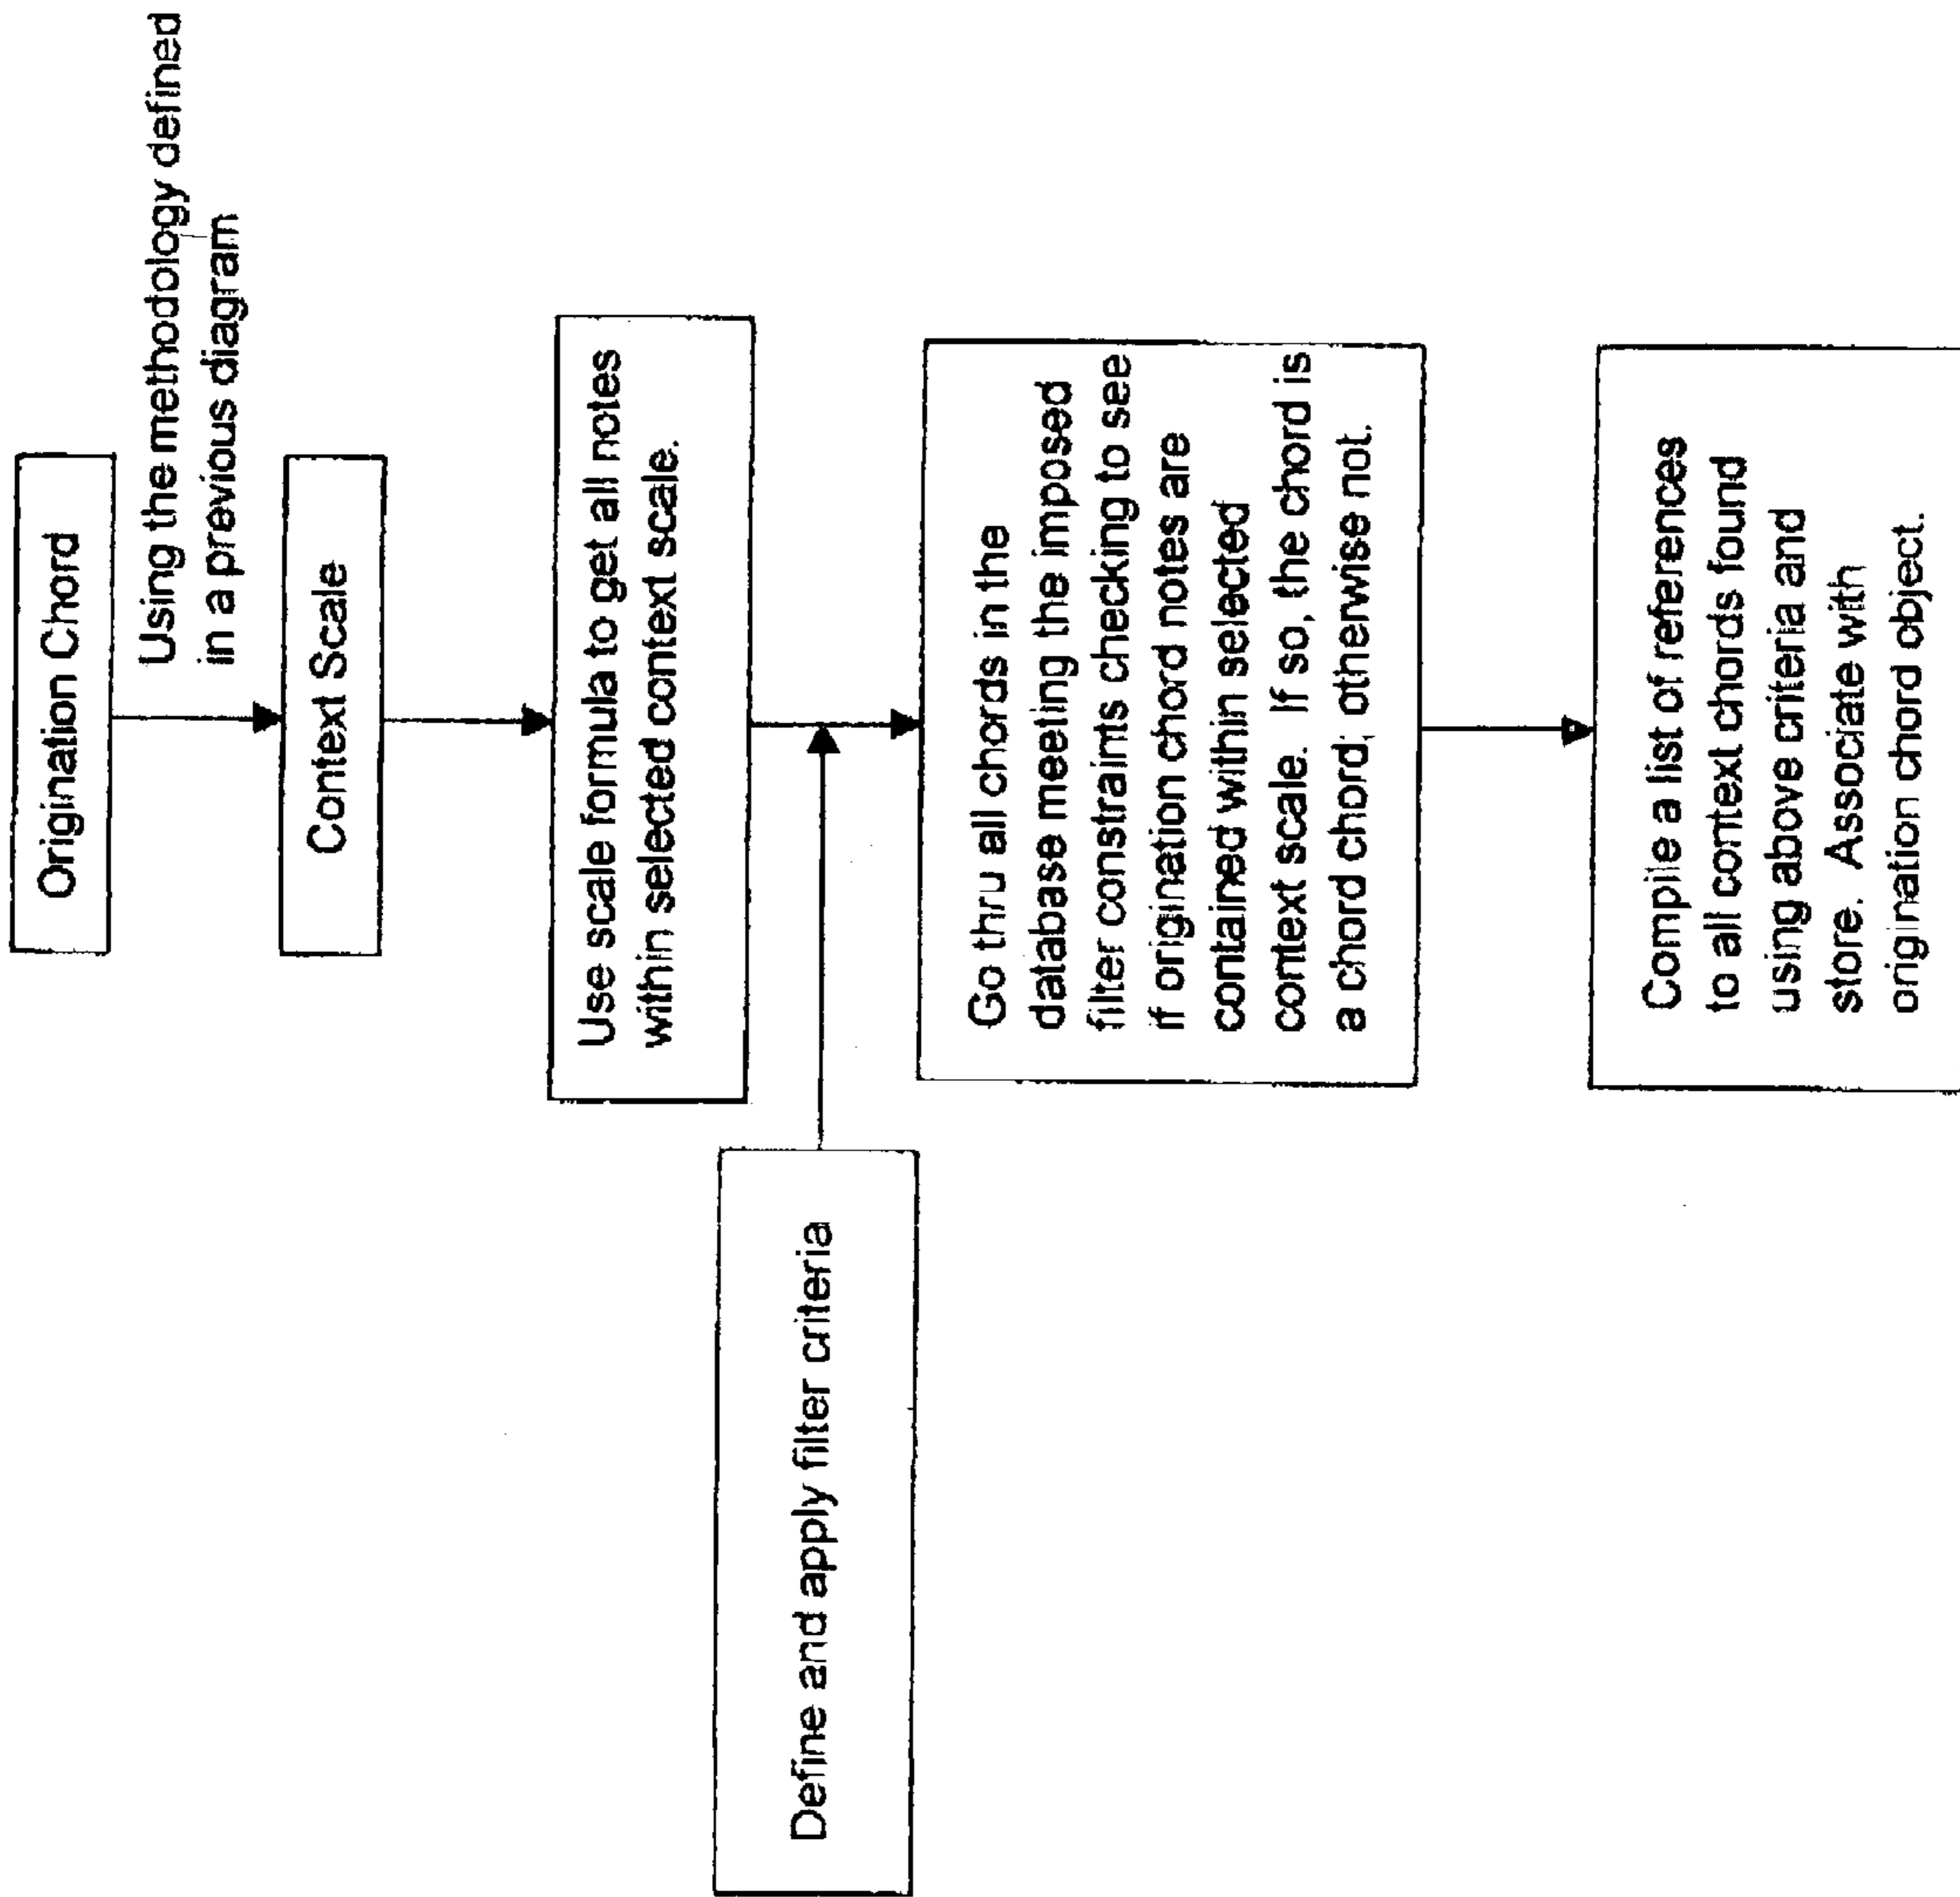 Origination Chord
Using the methodology defined
in a previous diagram
Context Scale
Use scale formula to get all notes
within selected context scale.
Define and apply filter criteria
Go thru all chords in the
database meeting the imposed
filter constraints checking to see
if origination chord notes are
contained within selected
context scale. If so, the chord is
a chord chord; otherwise not.
Compile a list of references
to all context chords found
using above criteria and
store. Associate with
origination chord object.